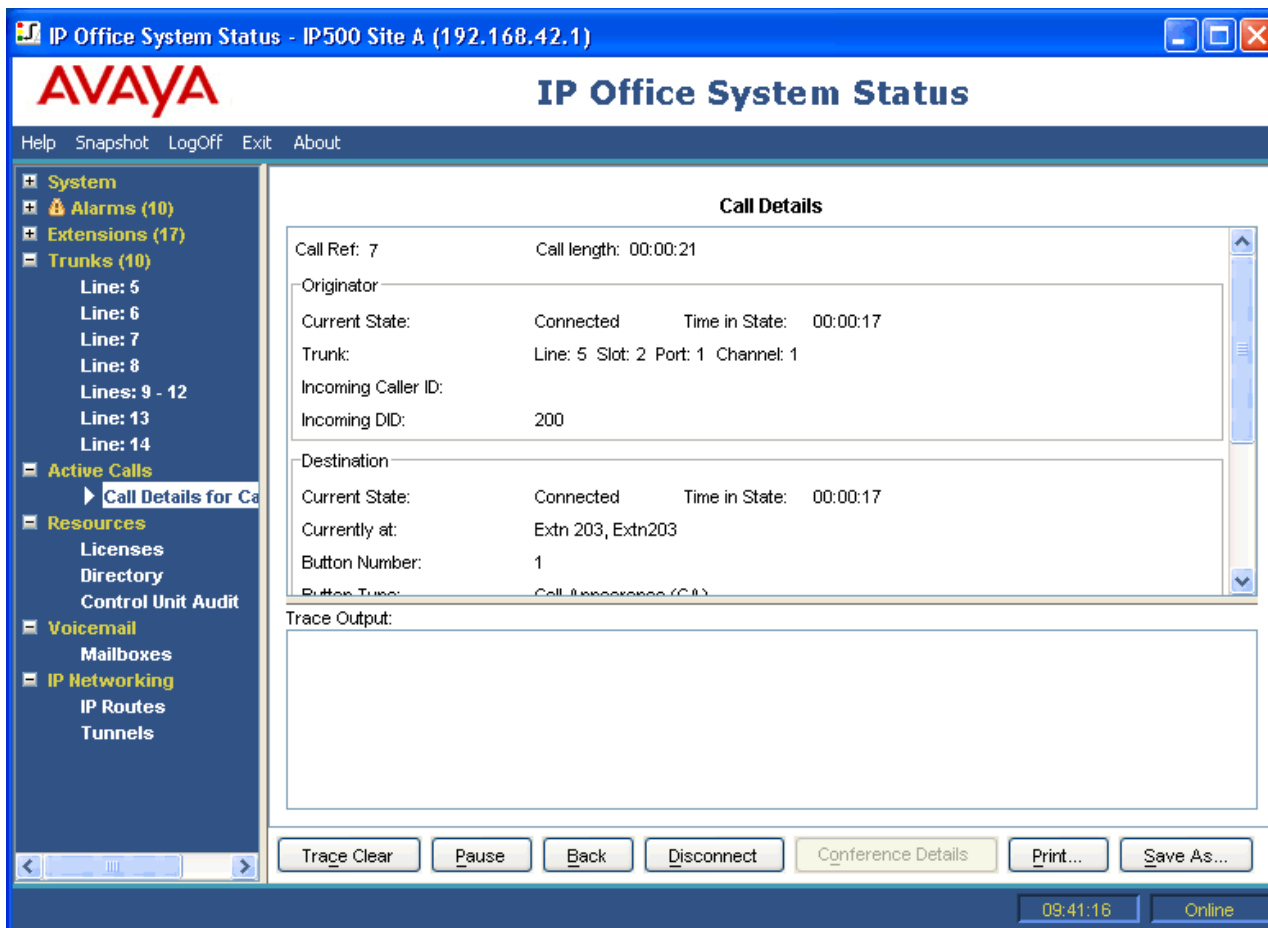 IP Office System Status - IP500 Site A (192.168.42.1)
AVAYA
IP Office System Status
Help Snapshot LogOff Exit About
System
Alarms (10)
Extensions (17)
Trunks (10)
Line: 5
Line: 6
Line: 7
Line: 8
Lines: 9 - 12
Line: 13
Line: 14
Active Calls
Call Details for Ca
Resources
Licenses
Directory
Control Unit Audit
Voicemail
Mailboxes
IP Networking
IP Routes
Tunnels
Call Details
Call Ref: 7 Call length: 00:00:21
Originator
Current State: Connected Time in State: 00:00:17
Trunk: Line: 5 Slot: 2 Port: 1 Channel: 1
Incoming Caller ID:
Incoming DID: 200
Destination
Current State: Connected Time in State: 00:00:17
Currently at: Extn 203, Extn203
Button Number: 1
Button Type: Call Appearance (CA)
Trace Output:
Trace Clear Pause Back Disconnect Conference Details Print... Save As...
09:41:16 Online